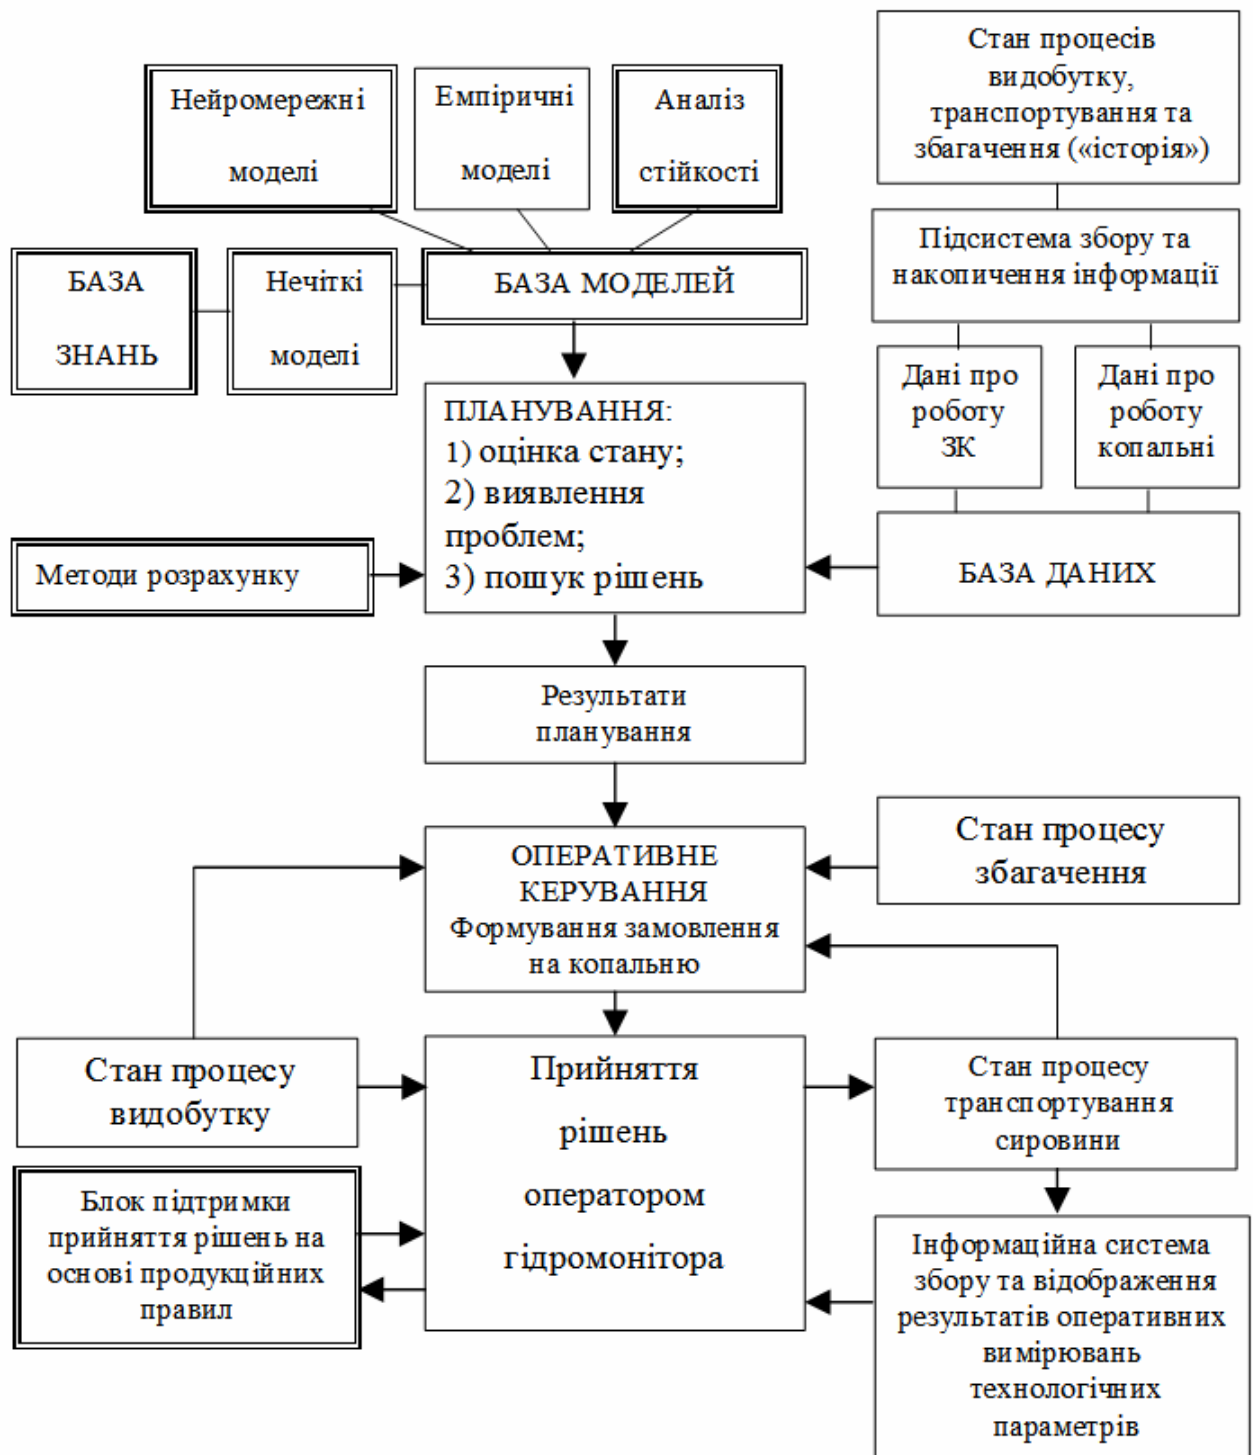 Стан процесів
видобутку,
транспортування та
збагачення («історія»)
Нейромережні
моделі
Емпіричні
моделі
Аналіз
стійкості
Підсистема збору та
накопичення інформації
БАЗА
ЗНАНЬ
Нечіткі
моделі
БАЗА МОДЕЛЕЙ
Дані про
роботу
ЗК
Дані про
роботу
копальні
ПЛАНУВАННЯ:
1) оцінка стану;
2) виявлення
проблем;
3) пошук рішень
Методи розрахунку
БАЗА ДАНИХ
Результати
планування
ОПЕРАТИВНЕ
КЕРУВАННЯ
Формування замовлення
на копальню
Стан процесу
збагачення
Стан процесу
видобутку
Прийняття
рішень
оператором
гідромонітора
Стан процесу
транспортування
сировини
Блок підтримки
прийняття рішень на
основі продукційних
правил
Інформаційна система
збору та відображення
результатів оперативних
вимірювань
технологічних
параметрів